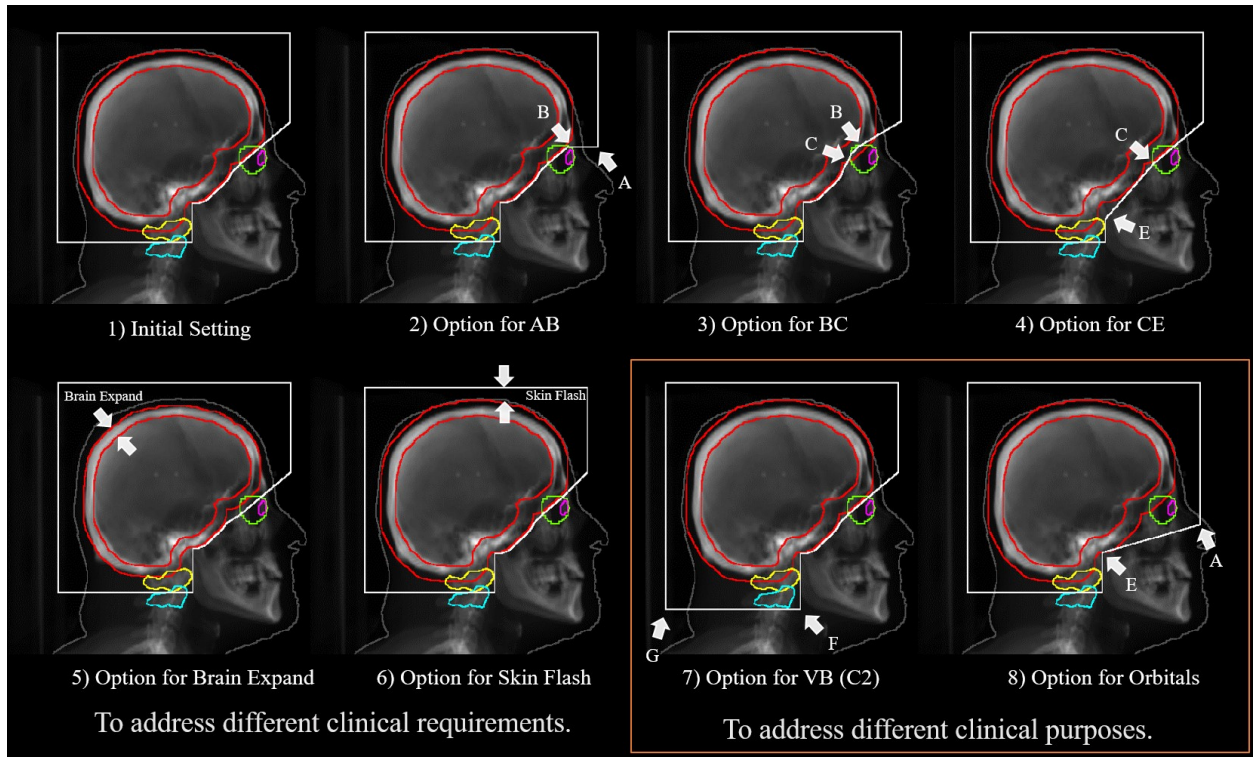 B
A
B
C
C
E
1) Initial Setting
2) Option for AB
3) Option for BC
4) Option for CE
Brain Expand
Skin Flash
G
F
E
A
5) Option for Brain Expand
6) Option for Skin Flash
7) Option for VB (C2)
8) Option for Orbitals
To address different clinical requirements.
To address different clinical purposes.